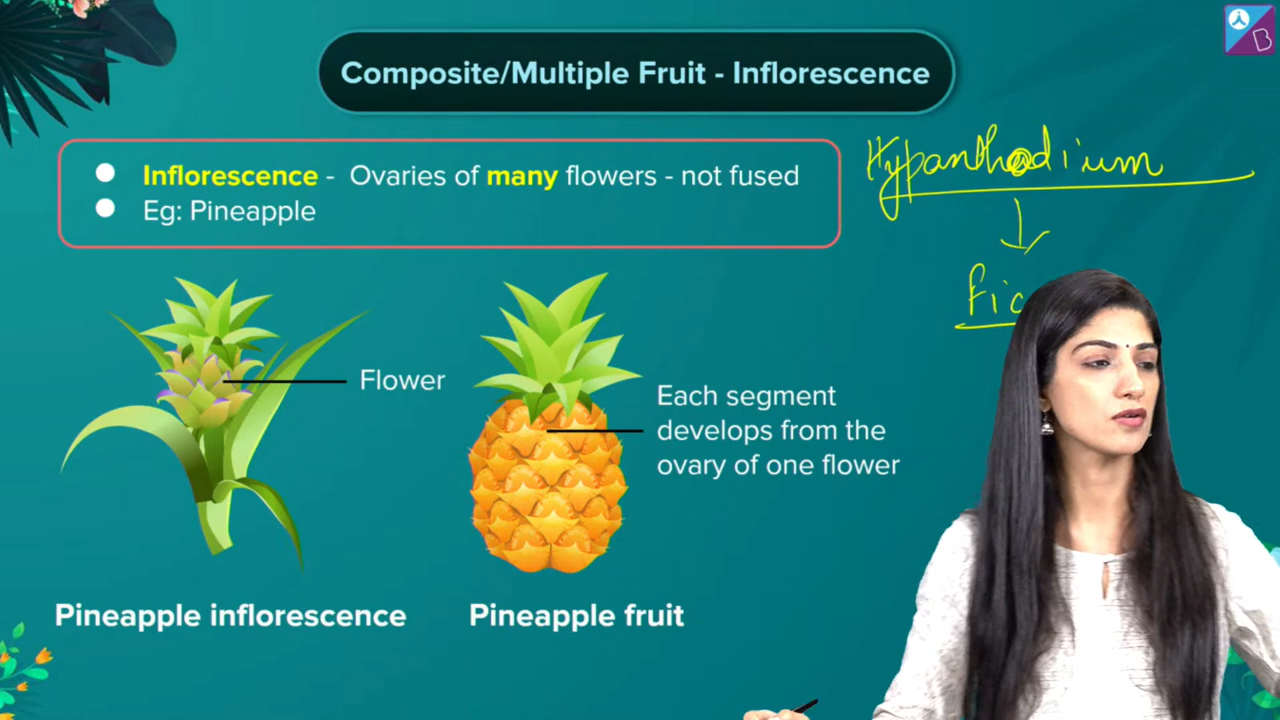 Composite/Multiple Fruit - Inflorescence
Inflorescence - Ovaries of many flowers - not fused
Eg: Pineapple
Hypanthodium
Flower
Each segment
develops from the
ovary of one flower
Pineapple inflorescence
Pineapple fruit
B